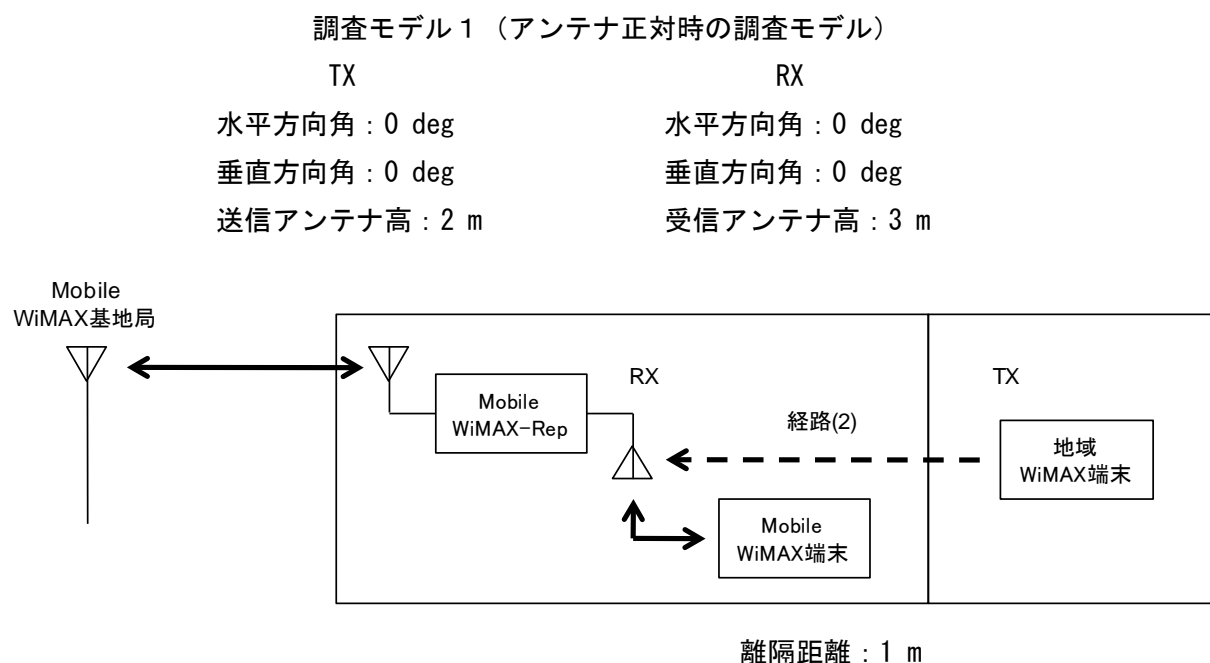 調査モデル１（アンテナ正対時の調査モデル）
TX
水平方向角：0 deg
垂直方向角：0 deg
送信アンテナ高：2 m
RX
水平方向角：0 deg
垂直方向角：0 deg
受信アンテナ高：3 m
Mobile
WiMAX基地局
Mobile
WiMAX-Rep
RX
経路(2)
TX
地域
WiMAX端末
Mobile
WiMAX端末
離隔距離：1 m